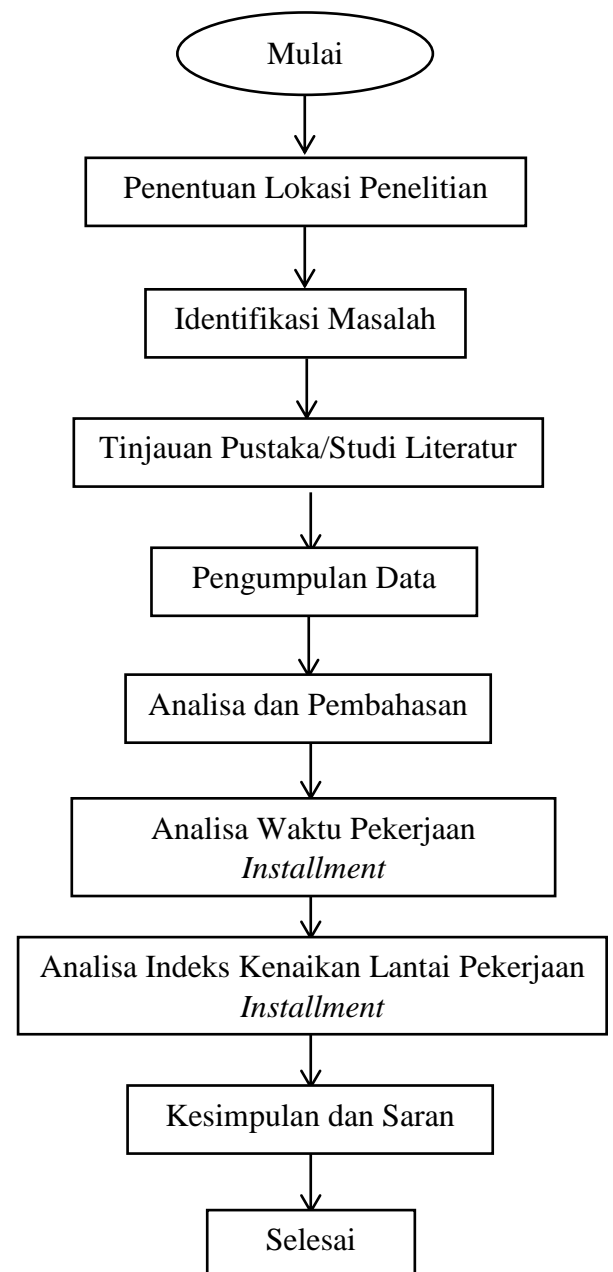 Mulai
Penentuan Lokasi Penelitian
Identifikasi Masalah
Tinjauan Pustaka/Studi Literatur
Pengumpulan Data
Analisa dan Pembahasan
Analisa Waktu Pekerjaan
Installment
Analisa Indeks Kenaikan Lantai Pekerjaan
Installment
Kesimpulan dan Saran
Selesai